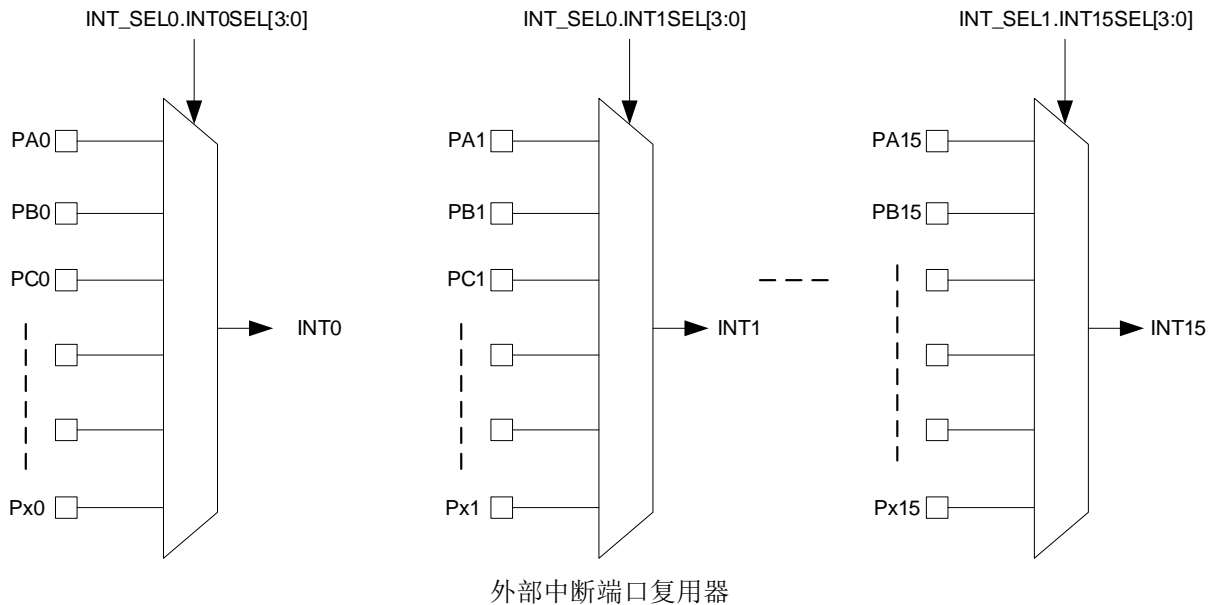 INT_SEL0.INT0SEL[3:0]
INT_SEL0.INT1SEL[3:0]
INT_SEL1.INT15SEL[3:0]
PA0
PB0
PC0
Px0
INT0
PA1
PB1
PC1
Px1
INT1
PA15
PB15
Px15
INT15
外部中断端口复用器